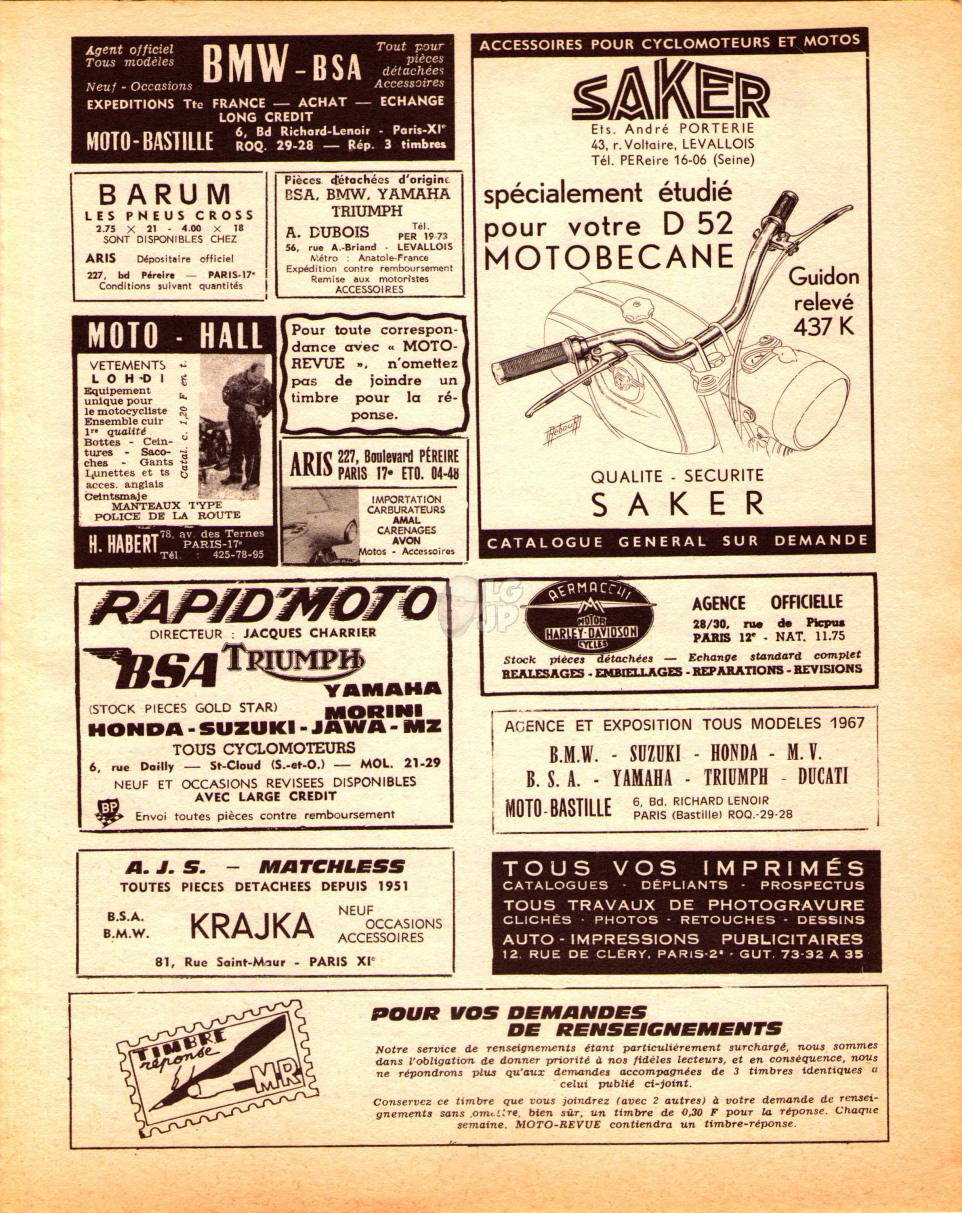 Agent officiel
Tous modèles
Neuf - Occasions
BMW - BSA
Tout pour
pièces
détachées
Accessoires
EXPEDITIONS Tte FRANCE — ACHAT — ECHANGE
LONG CREDIT
MOTO-BASTILLE
6, Bd Richard-Lenoir - Paris-XIe
ROQ. 29-28 — Rép. 3 timbres
ACCESSOIRES POUR CYCLOMOTEURS ET MOTOS
SAKER
Ets. André PORTERIE
43, r. Voltaire, LEVALLOIS
Tél. PEReire 16-06 (Seine)
spécialement étudié
pour votre D 52
MOTOBECANE
Guidon
relevé
437 K
Rebour
QUALITE - SECURITE
SAKER
CATALOGUE GENERAL SUR DEMANDE
BARUM
LES PNEUS CROSS
2.75 × 21 - 4.00 × 18
SONT DISPONIBLES CHEZ
ARIS Dépositaire officiel
227, bd Péreire — PARIS-17e
Conditions suivant quantités
Pièces détachées d'origine
BSA, BMW, YAMAHA
TRIUMPH
A. DUBOIS
Tél.
PER 19-73
56, rue A.-Briand - LEVALLOIS
Métro : Anatole-France
Expédition contre remboursement
Remise aux motoristes
ACCESSOIRES
MOTO - HALL
VETEMENTS
LOHDI
Equipement
unique pour
le motocycliste
Ensemble cuir
1re qualité
Bottes - Cein-
tures - Saco-
ches - Gants
Lunettes et ts
acces. anglais
Ceintsmaje
Catal. c. 1,20 F en t.
MANTEAUX TYPE
POLICE DE LA ROUTE
H. HABERT
78, av. des Ternes
PARIS-17e
Tél. : 425-78-95
Pour toute correspon-
dance avec « MOTO-
REVUE », n'omettez
pas de joindre un
timbre pour la ré-
ponse.
ARIS
227, Boulevard PÉREIRE
PARIS 17e ETO. 04-48
IMPORTATION
CARBURATEURS
AMAL
CARENAGES
AVON
Motos - Accessoires
RAPID'MOTO
DIRECTEUR : JACQUES CHARRIER
BSA TRIUMPH
YAMAHA
(STOCK PIECES GOLD STAR) MORINI
HONDA - SUZUKI - JAWA - MZ
TOUS CYCLOMOTEURS
6, rue Dailly — St-Cloud (S.-et-O.) — MOL. 21-29
NEUF ET OCCASIONS REVISEES DISPONIBLES
AVEC LARGE CREDIT
BP
Envoi toutes pièces contre remboursement
LG
JP
AERMACCHI
MOTOR
HARLEY-DAVIDSON
CYCLES
AGENCE OFFICIELLE
28/30, rue de Picpus
PARIS 12e - NAT. 11.75
Stock pièces détachées — Echange standard complet
REALESAGES - EMBIELLAGES - REPARATIONS - REVISIONS
AGENCE ET EXPOSITION TOUS MODÈLES 1967
B.M.W. - SUZUKI - HONDA - M.V.
B.S.A. - YAMAHA - TRIUMPH - DUCATI
MOTO-BASTILLE
6, Bd. RICHARD LENOIR
PARIS (Bastille) ROQ.-29-28
A.J.S. — MATCHLESS
TOUTES PIECES DETACHEES DEPUIS 1951
B.S.A.
B.M.W.
KRAJKA
NEUF
OCCASIONS
ACCESSOIRES
81, Rue Saint-Maur - PARIS XIe
TOUS VOS IMPRIMÉS
CATALOGUES - DÉPLIANTS - PROSPECTUS
TOUS TRAVAUX DE PHOTOGRAVURE
CLICHÉS - PHOTOS - RETOUCHES - DESSINS
AUTO-IMPRESSIONS PUBLICITAIRES
12, RUE DE CLÉRY, PARIS-2e - GUT. 73-32 A 35
TIMBRE
réponse
MR
POUR VOS DEMANDES
DE RENSEIGNEMENTS
Notre service de renseignements étant particulièrement surchargé, nous sommes
dans l'obligation de donner priorité à nos fidèles lecteurs, et en conséquence, nous
ne répondrons plus qu'aux demandes accompagnées de 3 timbres identiques a
celui publié ci-joint.
Conservez ce timbre que vous joindrez (avec 2 autres) à votre demande de rensei-
gnements sans omettre, bien sûr, un timbre de 0,30 F pour la réponse. Chaque
semaine, MOTO-REVUE contiendra un timbre-réponse.